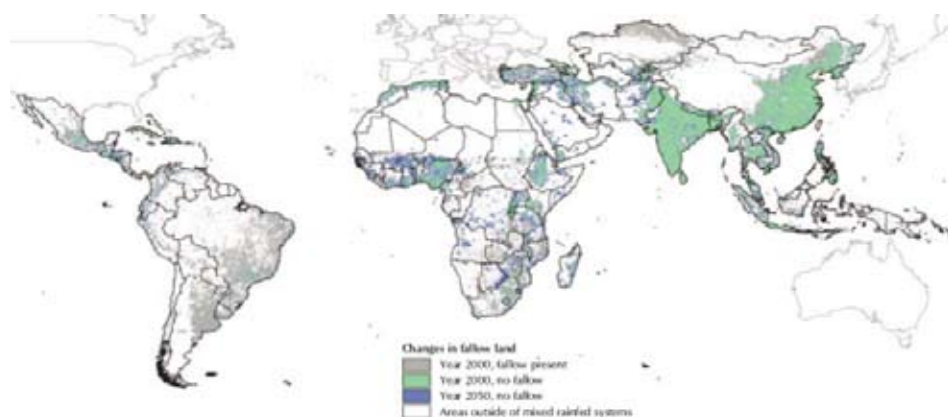 Changes in fallow land
Year 2000, fallow present
Year 2000, no fallow
Year 2050, no fallow
Areas outside of mixed rainfed systems